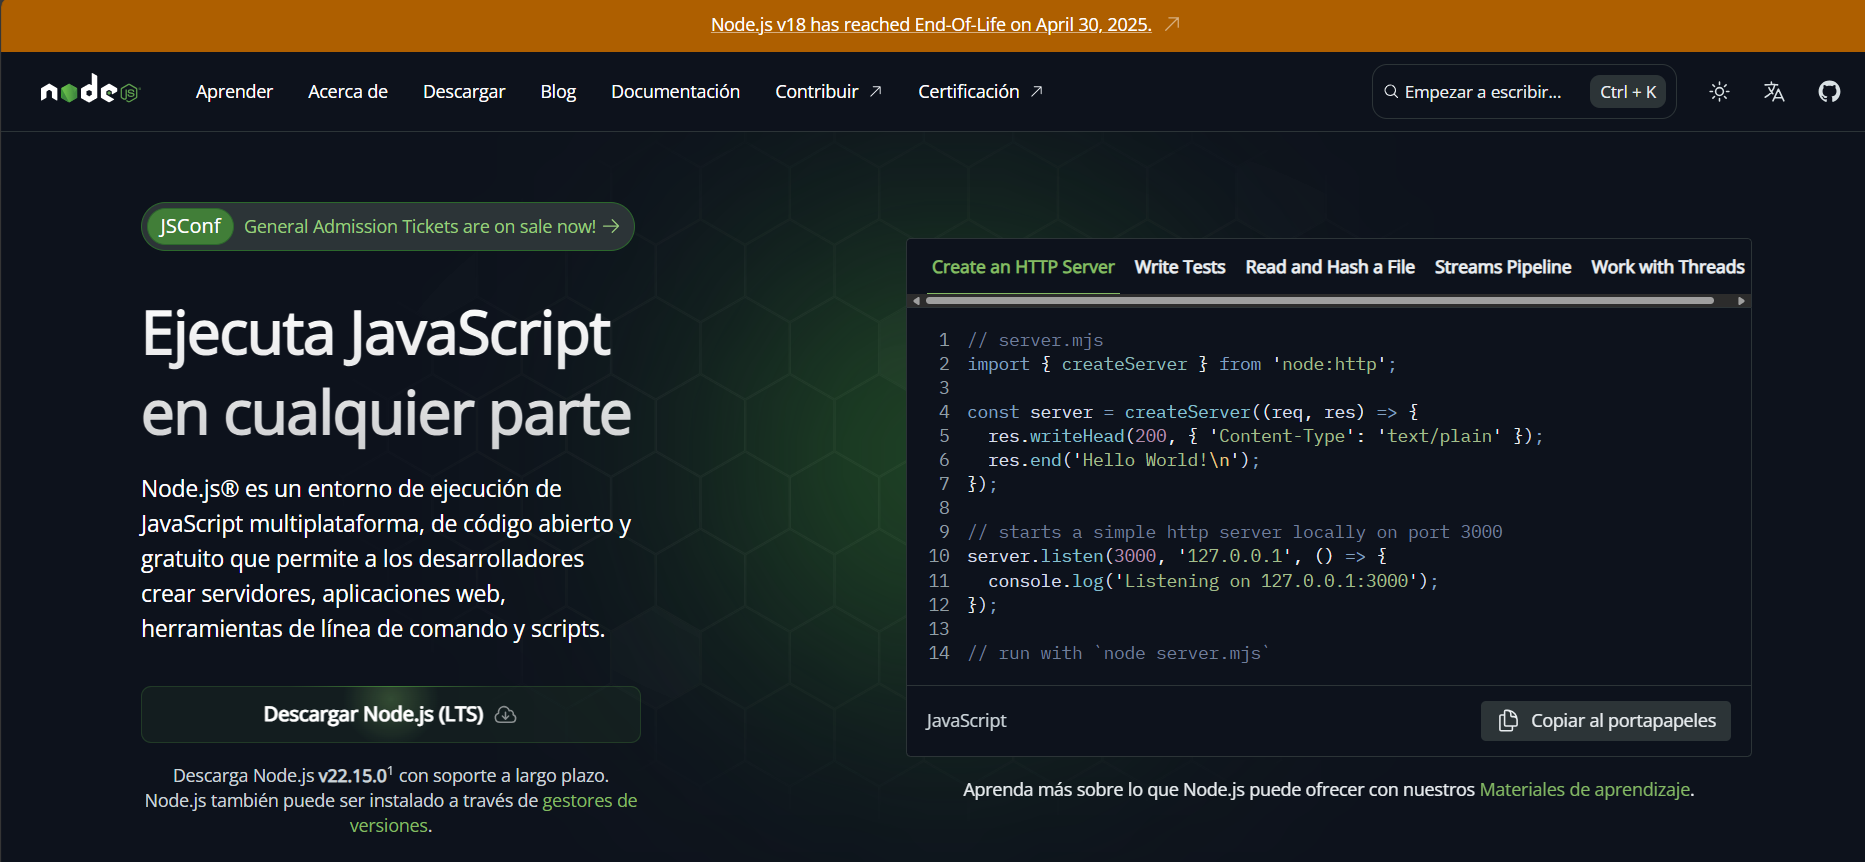 Node.js v18 has reached End-Of-Life on April 30, 2025.
node JS
Aprender Acerca de Descargar Blog Documentación Contribuir Certificación Empezar a escribir... Ctrl + K
JSConf General Admission Tickets are on sale now!
Ejecuta JavaScript
en cualquier parte
Node.js® es un entorno de ejecución de
JavaScript multiplataforma, de código abierto y
gratuito que permite a los desarrolladores
crear servidores, aplicaciones web,
herramientas de línea de comando y scripts.
Descargar Node.js (LTS)
Descarga Node.js v22.15.0¹ con soporte a largo plazo.
Node.js también puede ser instalado a través de gestores de
versiones.
Create an HTTP Server Write Tests Read and Hash a File Streams Pipeline Work with Threads
1 // server.mjs
2 import { createServer } from 'node:http';
3
4 const server = createServer((req, res) => {
5   res.writeHead(200, { 'Content-Type': 'text/plain' });
6   res.end('Hello World!\n');
7 });
8
9 // starts a simple http server locally on port 3000
10 server.listen(3000, '127.0.0.1', () => {
11   console.log('Listening on 127.0.0.1:3000');
12 });
13
14 // run with `node server.mjs`
JavaScript Copiar al portapapeles
Aprenda más sobre lo que Node.js puede ofrecer con nuestros Materiales de aprendizaje.